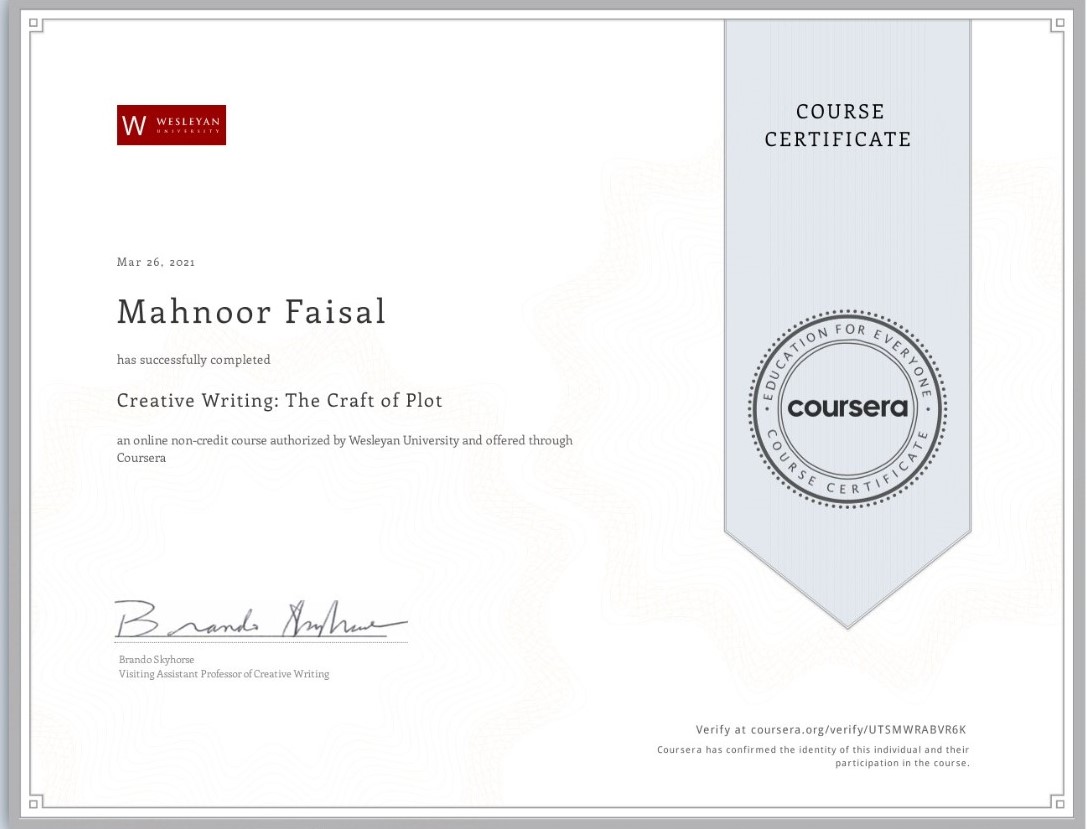 W WESLEYAN
UNIVERSITY
COURSE
CERTIFICATE
Mar 26, 2021
Mahnoor Faisal
has successfully completed
Creative Writing: The Craft of Plot
an online non-credit course authorized by Wesleyan University and offered through
Coursera
EDUCATION FOR EVERYONE
coursera
COURSE CERTIFICATE
Brando Skyhorse
Brando Skyhorse
Visiting Assistant Professor of Creative Writing
Verify at coursera.org/verify/UTSMWRABVR6K
Coursera has confirmed the identity of this individual and their
participation in the course.